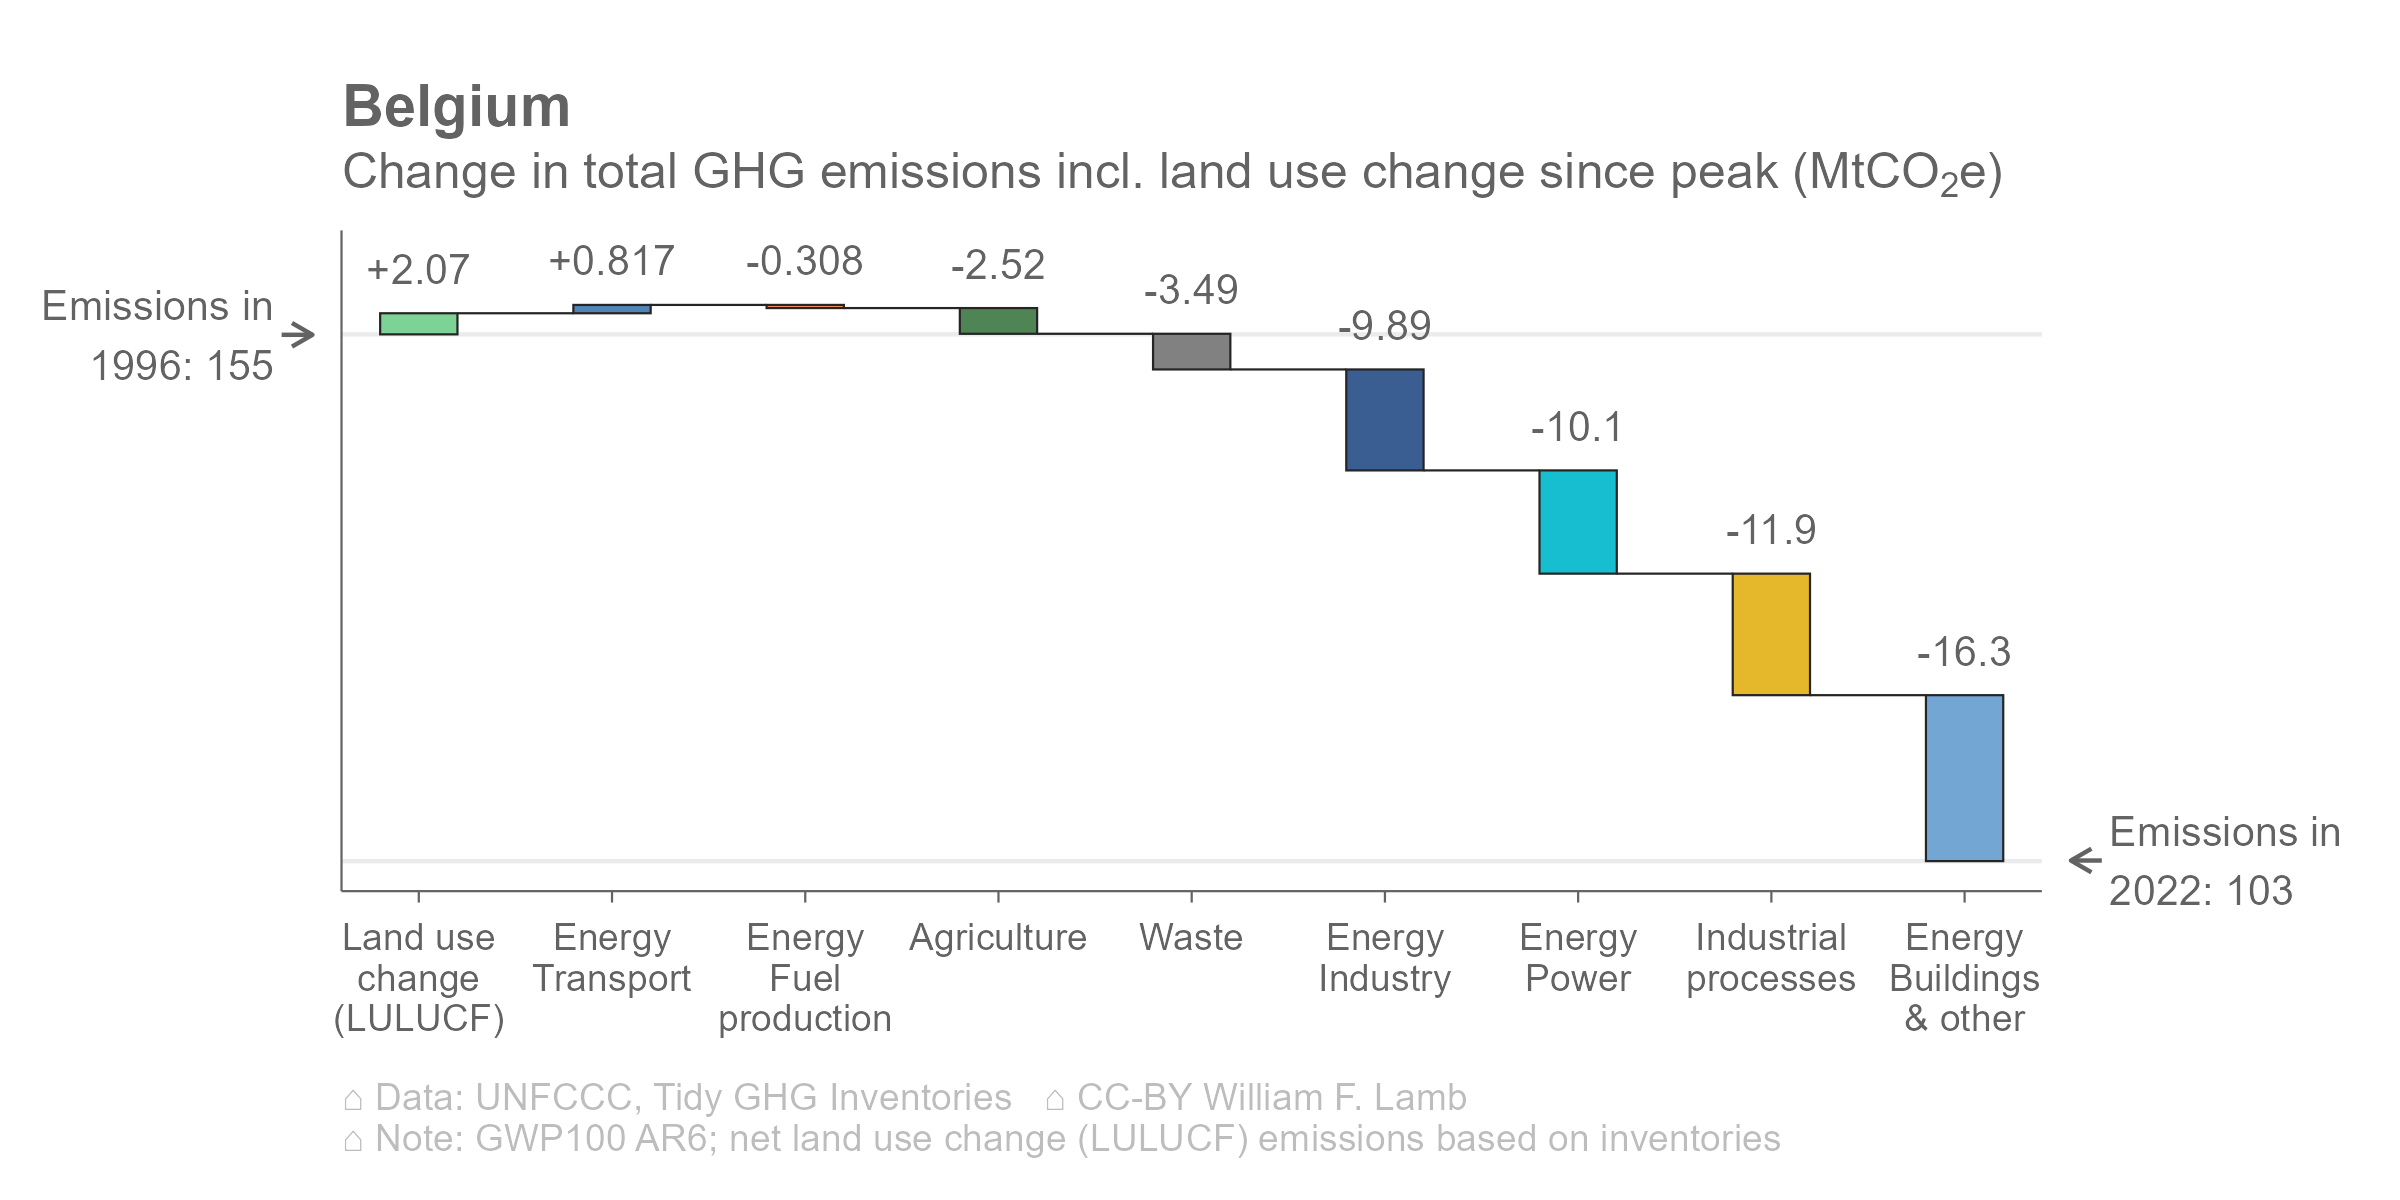 Belgium
Change in total GHG emissions incl. land use change since peak (MtCO₂e)
+2.07
+0.817
-0.308
-2.52
-3.49
-9.89
-10.1
-11.9
-16.3
Emissions in
1996: 155
Emissions in
2022: 103
Land use
change
(LULUCF)
Energy
Transport
Energy
Fuel
production
Agriculture
Waste
Energy
Industry
Energy
Power
Industrial
processes
Energy
Buildings
& other
⌂ Data: UNFCCC, Tidy GHG Inventories ⌂ CC-BY William F. Lamb
⌂ Note: GWP100 AR6; net land use change (LULUCF) emissions based on inventories